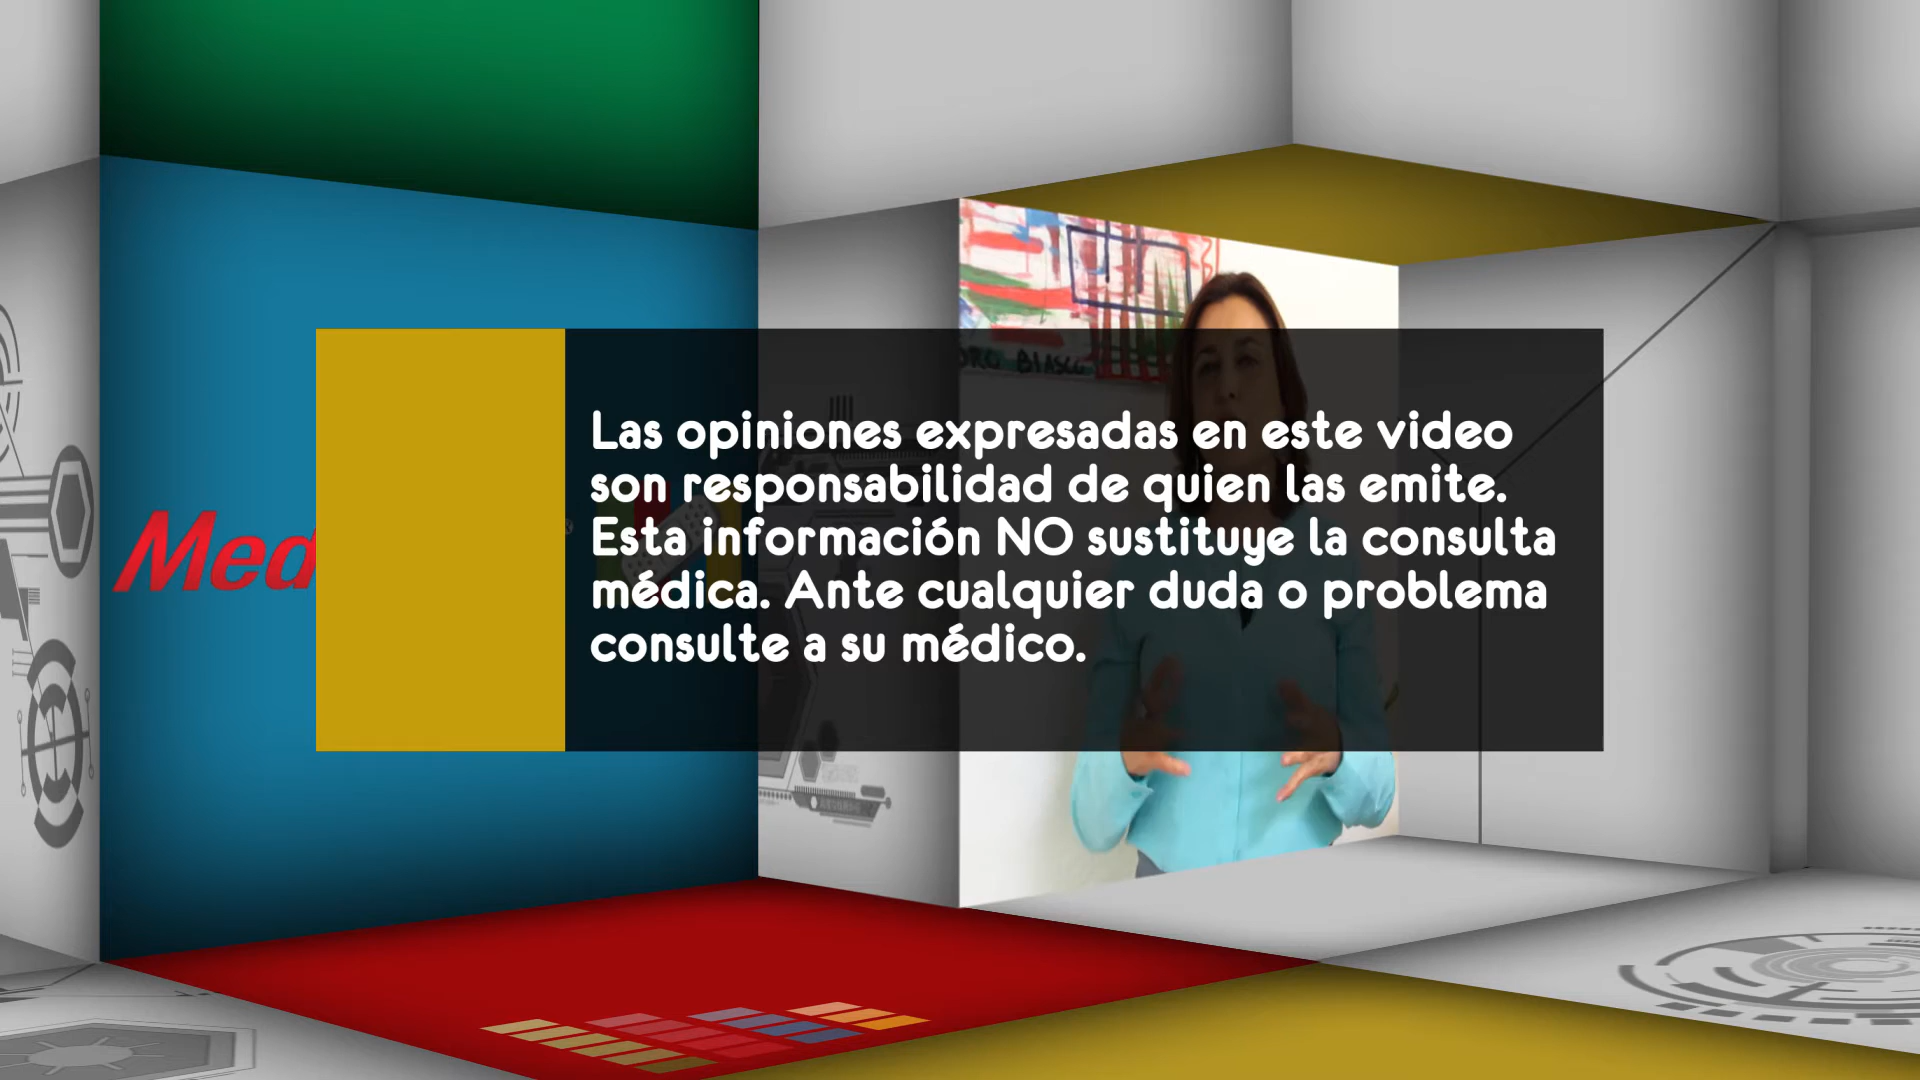 Las opiniones expresadas en este video
son responsabilidad de quien las emite.
Esta información NO sustituye la consulta
médica. Ante cualquier duda o problema
consulte a su médico.
Med
BLASCO